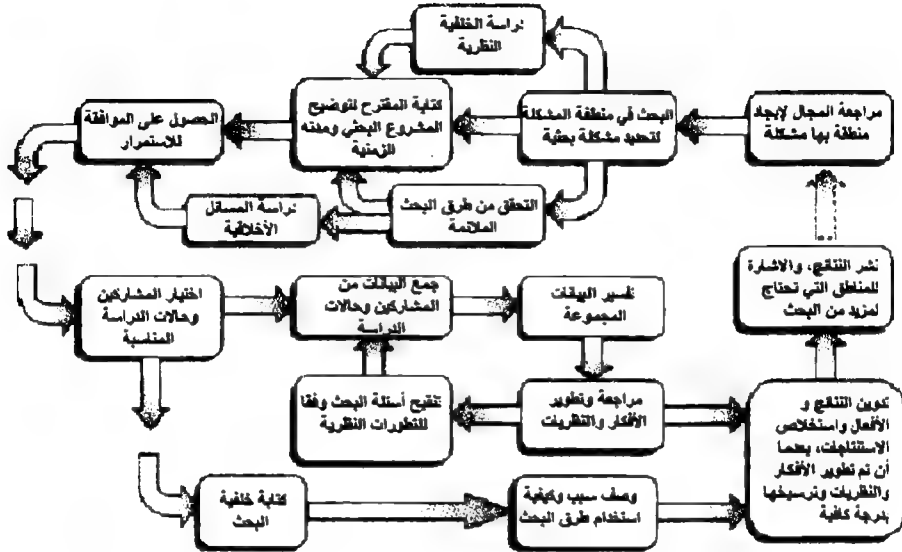 دراسة الخلفية
النظرية
مراجعة المجال لإيجاد
منطقة بها مشكلة
البحث في منطقة المشكلة
لتحديد مشكلة بحثية
كتابة المقترح لتوضيح
المشروع البحثي ومدته
الزمنية
الحصول على الموافقة
للاستمرار
التحقق من طرق البحث
الملائمة
دراسة المسائل
الأخلاقية
نشر النتائج، والاشارة
للمناطق التي تحتاج
لمزيد من البحث
اختيار المشاركين
وحالات الدراسة
المناسبة
جمع البيانات من
المشاركين وحالات
الدراسة
تفسير البيانات
المجموعة
مراجعة وتطوير
الأفكار والنظريات
تنقيح أسئلة البحث وفقا
للتطورات النظرية
تدوين النتائج و
الأفعال واستخلاص
الاستنتاجات، بعدما
أن تم تطوير الأفكار
والنظريات وترسيخها
بدرجة كافية
كتابة خلفية
البحث
وصف سبب وكيفية
استخدام طرق البحث